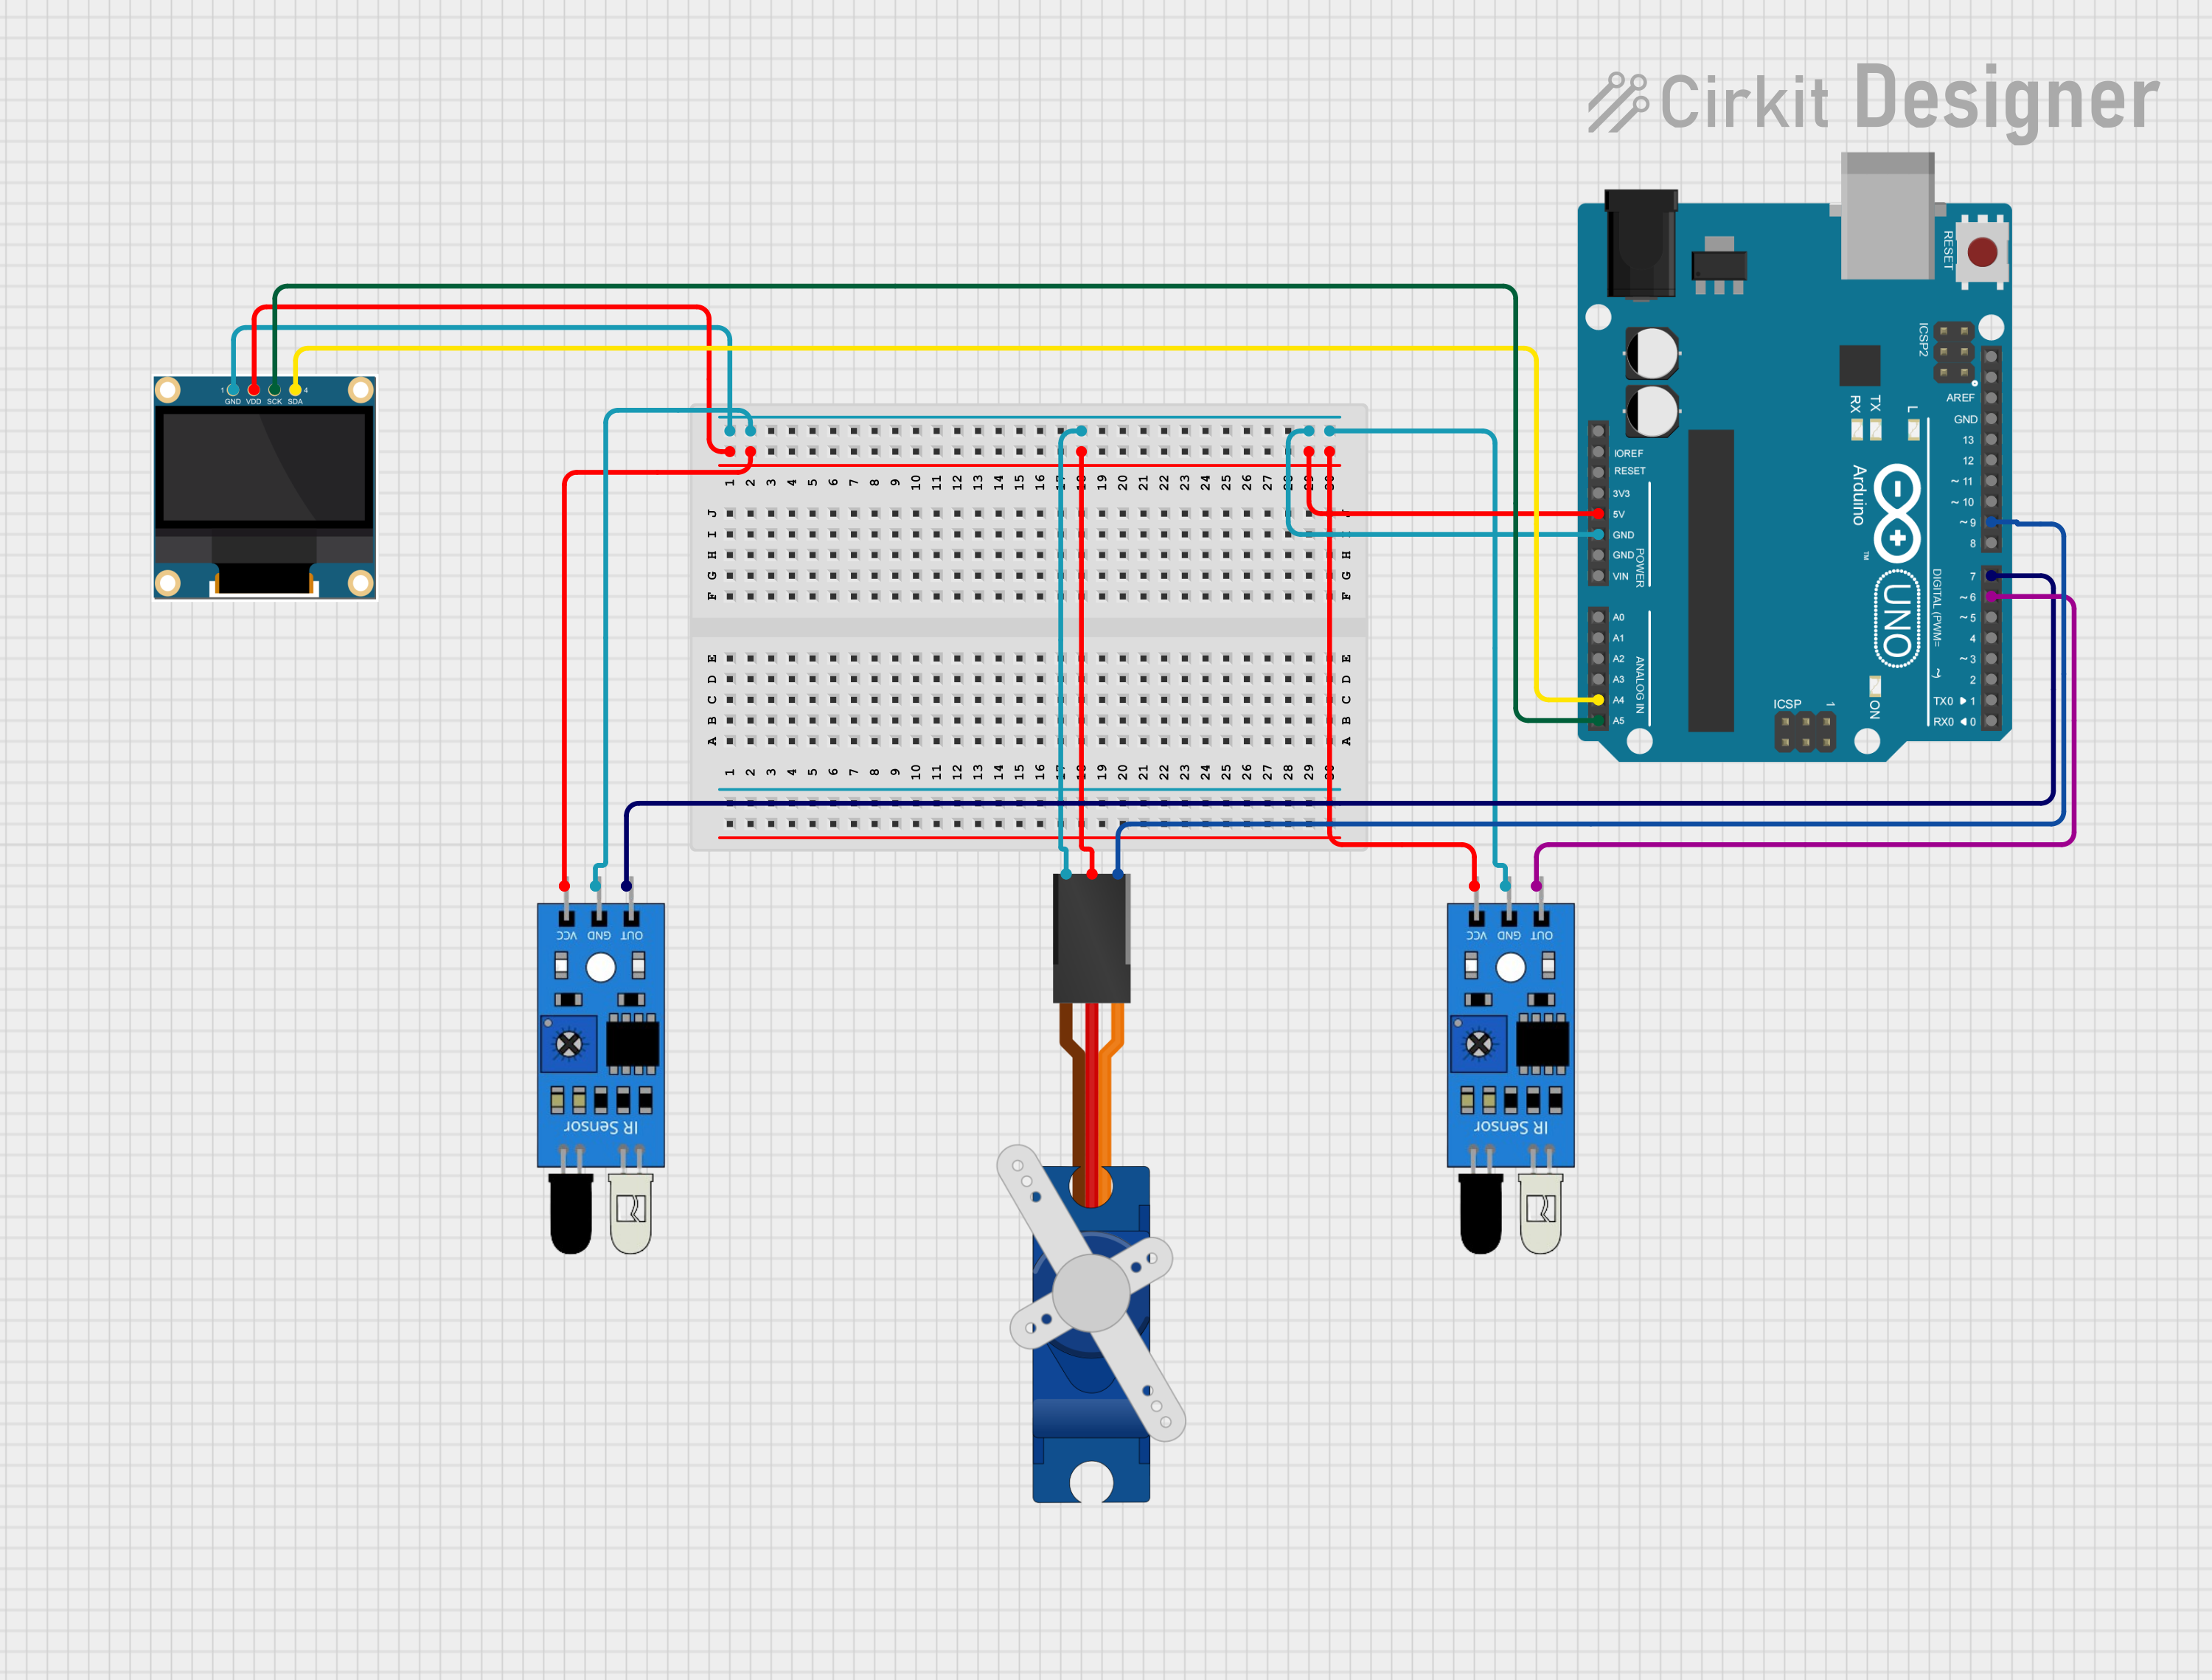 Cirkit Designer
1 4
GND VDD SCK SDA
1 2 3 4 5 6 7 8 9 10 11 12 13 14 15 16 17 18 19 20 21 22 23 24 25 26 27 28 29 30
J J
I I
H H
G G
F F
E E
D D
C C
B B
A A
1 2 3 4 5 6 7 8 9 10 11 12 13 14 15 16 17 18 19 20 21 22 23 24 25 26 27 28 29 30
RESET
ICSP2
AREF
GND
13
12
~ 11
~ 10
~ 9
8
7
~ 6
~ 5
4
~ 3
2
TX0 ▶ 1
RX0 ◀ 0
RX TX L
IOREF
RESET
3V3
5V
GND
GND
VIN
POWER
A0
A1
A2
A3
A4
A5
ANALOG IN
Arduino
TM
UNO
DIGITAL (PWM= ~)
ON
ICSP 1
VCC GND OUT
IR Sensor
VCC GND OUT
IR Sensor